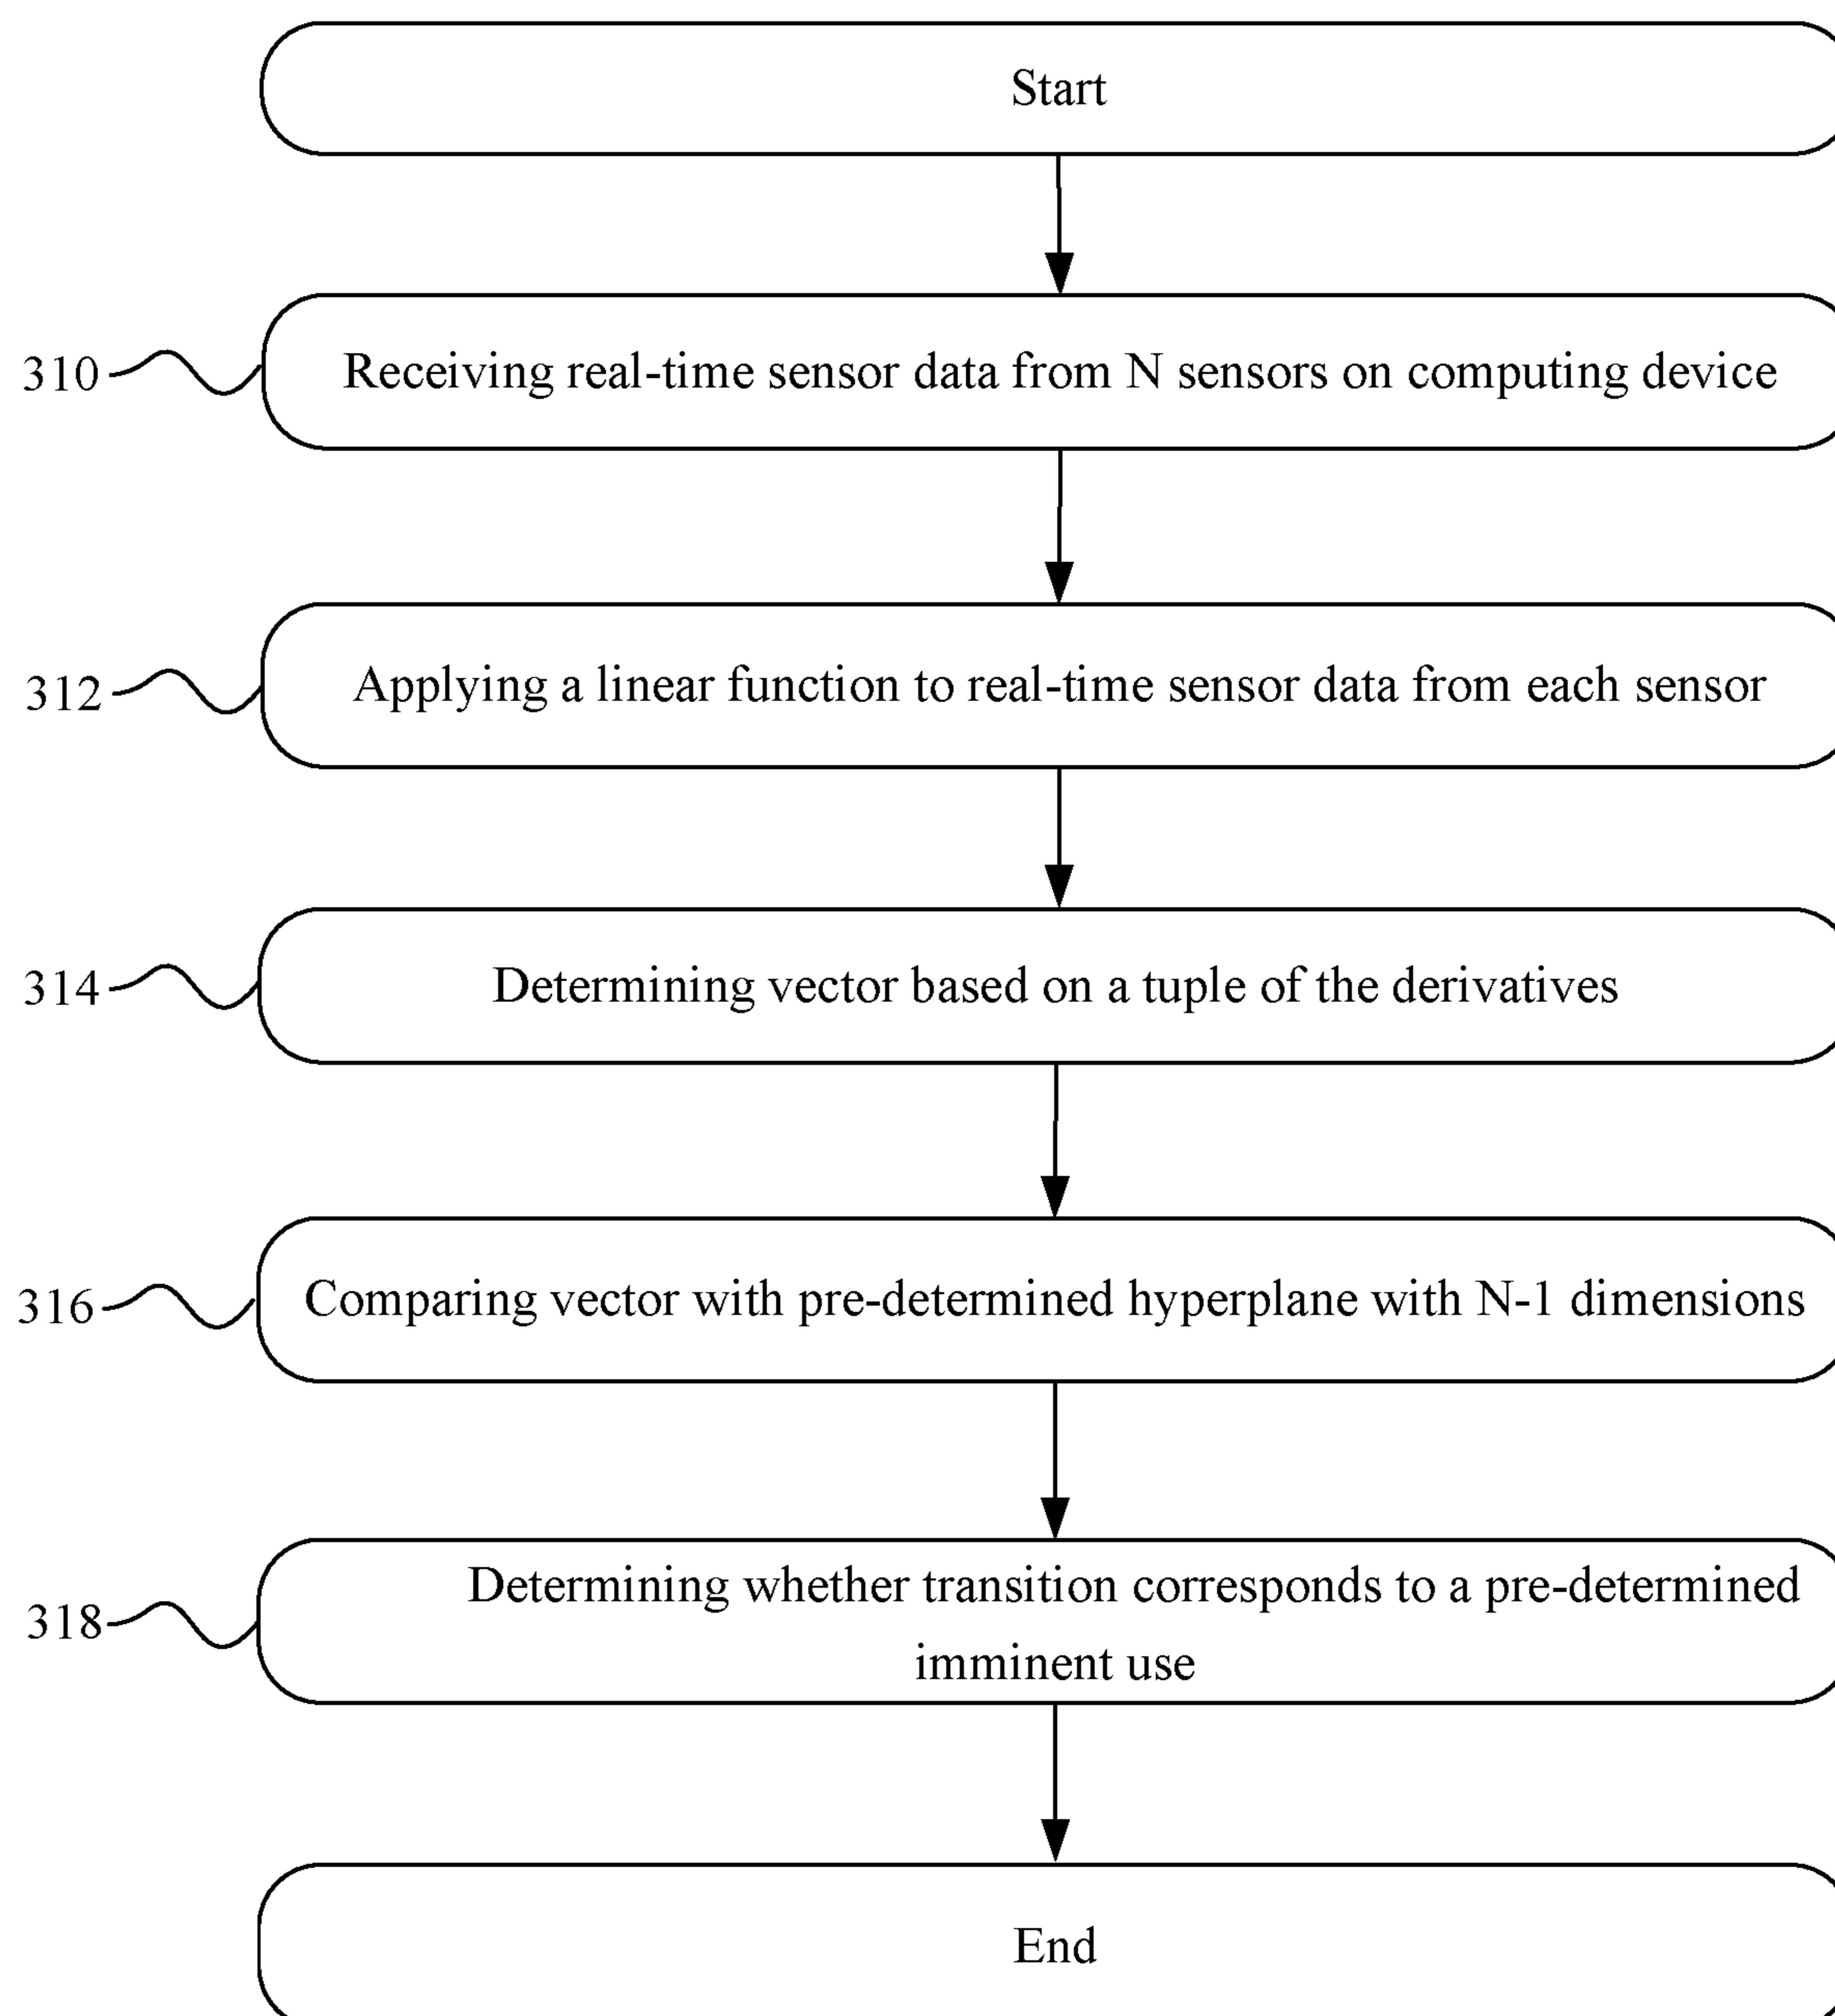 Start
310
Receiving real-time sensor data from N sensors on computing device
312
Applying a linear function to real-time sensor data from each sensor
314
Determining vector based on a tuple of the derivatives
316
Comparing vector with pre-determined hyperplane with N-1 dimensions
318
Determining whether transition corresponds to a pre-determined
imminent use
End